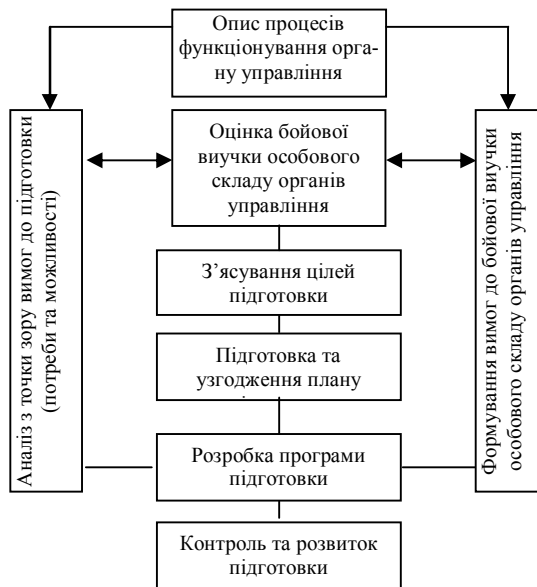 Опис процесів
функціонування орга-
ну управління
Аналіз з точки зору вимог до підготовки
(потреби та можливості)
Оцінка бойової
виучки особового
складу органів
управління
Формування вимог до бойової виучки
особового складу органів управління
З’ясування цілей
підготовки
Підготовка та
узгодження плану
Розробка програми
підготовки
Контроль та розвиток
підготовки